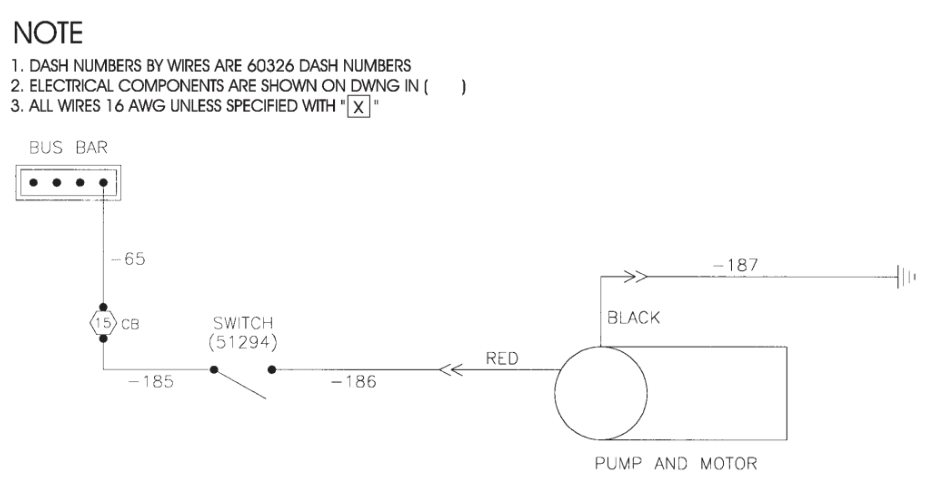 NOTE
1. DASH NUMBERS BY WIRES ARE 60326 DASH NUMBERS
2. ELECTRICAL COMPONENTS ARE SHOWN ON DWNG IN (      )
3. ALL WIRES 16 AWG UNLESS SPECIFIED WITH " X "
BUS BAR
-65
-187
15 CB
SWITCH
(51294)
BLACK
RED
-185
-186
PUMP AND MOTOR